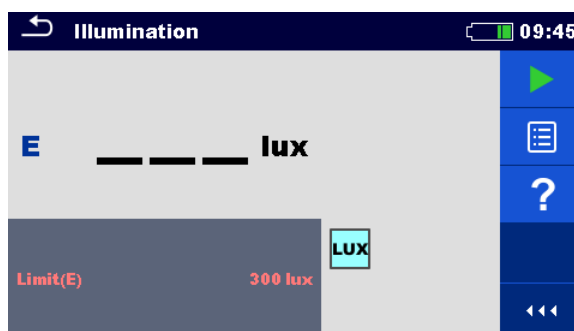 Illumination 09:45
E _ _ _ lux
?
LUX
Limit(E) 300 lux